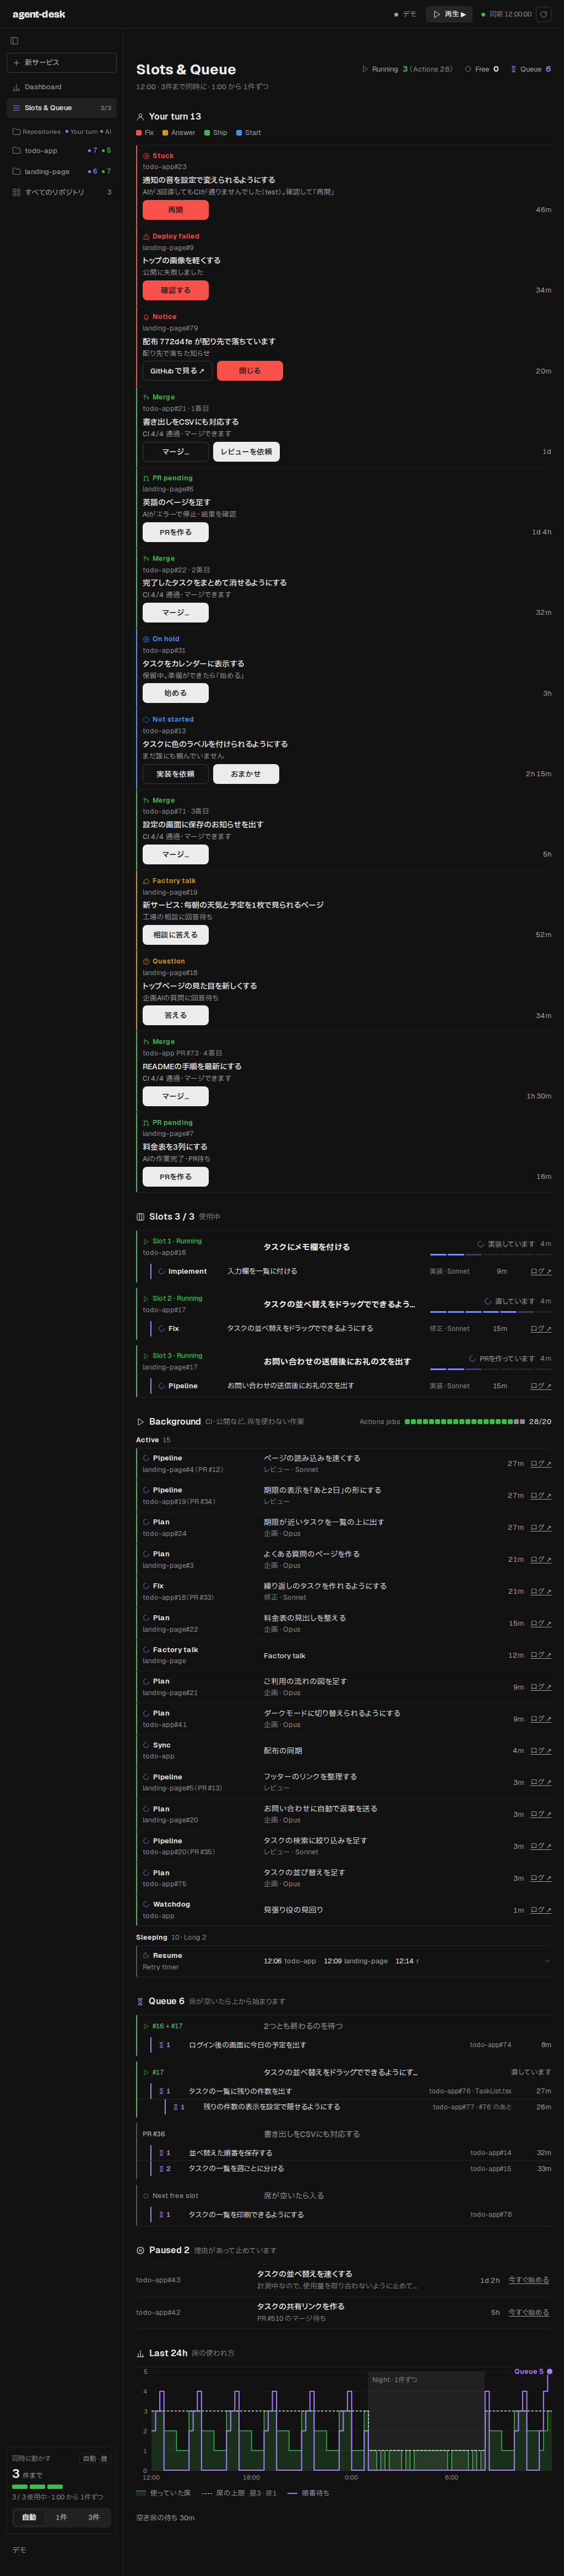 agent-desk
デモ
再生 ▶
同期 12:00:00
新サービス
Dashboard
Slots & Queue 3/3
Repositories Your turn AI
todo-app 7 5
landing-page 6 7
すべてのリポジトリ 3
Slots & Queue
Running 3 (Actions 28) Free 0 Queue 6
12:00 · 3件まで同時に · 1:00 から 1件ずつ
Your turn 13
Fix Answer Ship Start
Stuck
todo-app#23
通知の音を設定で変えられるようにする
AIが3回直してもCIが通りませんでした（test）。確認して「再開」
再開
46m
Deploy failed
landing-page#9
トップの画像を軽くする
公開に失敗しました
確認する
34m
Notice
landing-page#79
配布 772d4fe が配り先で落ちています
配り先で落ちた知らせ
GitHub で見る ↗
閉じる
20m
Merge
todo-app#21 · 1番目
書き出しをCSVにも対応する
CI 4/4 通過 · マージできます
マージ…
レビューを依頼
1d
PR pending
landing-page#6
英語のページを足す
AIがエラーで停止 · 結果を確認
PRを作る
1d 4h
Merge
todo-app#22 · 2番目
完了したタスクをまとめて消せるようにする
CI 4/4 通過 · マージできます
マージ…
32m
On hold
todo-app#31
タスクをカレンダーに表示する
保留中。準備ができたら「始める」
始める
3h
Not started
todo-app#13
タスクに色のラベルを付けられるようにする
まだ誰にも頼んでいません
実装を依頼
おまかせ
2h 15m
Merge
todo-app#71 · 3番目
設定の画面に保存のお知らせを出す
CI 4/4 通過 · マージできます
マージ…
5h
Factory talk
landing-page#19
新サービス：毎朝の天気と予定を1枚で見られるページ
工場の相談に回答待ち
相談に答える
52m
Question
landing-page#18
トップページの見た目を新しくする
企画AIの質問に回答待ち
答える
34m
Merge
todo-app PR #73 · 4番目
READMEの手順を最新にする
CI 4/4 通過 · マージできます
マージ…
1h 30m
PR pending
landing-page#7
料金表を3列にする
AIの作業完了 · PR待ち
PRを作る
16m
Slots 3 / 3 使用中
Slot 1 · Running
todo-app#16
タスクにメモ欄を付ける
実装しています 4m
Implement 入力欄を一覧に付ける 実装 · Sonnet 9m ログ ↗
Slot 2 · Running
todo-app#17
タスクの並べ替えをドラッグでできるよう…
直しています 4m
Fix タスクの並べ替えをドラッグでできるようにする 修正 · Sonnet 15m ログ ↗
Slot 3 · Running
landing-page#17
お問い合わせの送信後にお礼の文を出す
PRを作っています 4m
Pipeline お問い合わせの送信後にお礼の文を出す 実装 · Sonnet 15m ログ ↗
Background CI・公開など、席を使わない作業
Actions jobs 28/20
Active 15
Pipeline ページの読み込みを速くする
landing-page#4 (PR #12) レビュー · Sonnet
27m ログ ↗
Pipeline 期限の表示を「あと2日」の形にする
todo-app#19 (PR #34) レビュー
27m ログ ↗
Plan 期限が近いタスクを一覧の上に出す
todo-app#24 企画 · Opus
27m ログ ↗
Plan よくある質問のページを作る
landing-page#3 企画 · Opus
21m ログ ↗
Fix 繰り返しのタスクを作れるようにする
todo-app#18 (PR #33) 修正 · Sonnet
21m ログ ↗
Plan 料金表の見出しを整える
landing-page#22 企画 · Opus
15m ログ ↗
Factory talk
landing-page
Factory talk
12m ログ ↗
Plan ご利用の流れの図を足す
landing-page#21 企画 · Opus
9m ログ ↗
Plan ダークモードに切り替えられるようにする
todo-app#41 企画 · Opus
9m ログ ↗
Sync
todo-app
配布の同期
4m ログ ↗
Pipeline フッターのリンクを整理する
landing-page#5 (PR #13) レビュー
3m ログ ↗
Plan お問い合わせに自動で返事を送る
landing-page#20 企画 · Opus
3m ログ ↗
Pipeline タスクの検索に絞り込みを足す
todo-app#20 (PR #35) レビュー · Sonnet
3m ログ ↗
Plan タスクの並び替えを足す
todo-app#75 企画 · Opus
3m ログ ↗
Watchdog
todo-app
見張り役の見回り
1m ログ ↗
Sleeping 10 · Long 2
Resume
Retry timer
12:06 todo-app 12:09 landing-page 12:14 r
Queue 6 席が空いたら上から始まります
#16 + #17 2つとも終わるのを待つ
1 ログイン後の画面に今日の予定を出す todo-app#74 8m
#17 タスクの並べ替えをドラッグでできるようにす… 直しています
1 タスクの一覧に残りの件数を出す todo-app#76 · TaskList.tsx 27m
1 残りの件数の表示を設定で隠せるようにする todo-app#77 · #76 のあと 26m
PR #36 書き出しをCSVにも対応する
1 並べ替えた順番を保存する todo-app#14 32m
2 タスクの一覧を週ごとに分ける todo-app#15 33m
Next free slot 席が空いたら入る
1 タスクの一覧を印刷できるようにする todo-app#78
Paused 2 理由があって止めています
todo-app#43
タスクの並べ替えを速くする
計測中なので、使用量を取り合わないように止めて…
1d 2h 今すぐ始める
todo-app#42
タスクの共有リンクを作る
PR #510 のマージ待ち
5h 今すぐ始める
Last 24h 席の使われ方
Queue 5
Night · 1件ずつ
5
4
3
2
1
0
12:00 18:00 0:00 6:00
使っていた席 席の上限 昼3 · 夜1 順番待ち
空き席の待ち 30m
同時に動かす 自動 · 昼
3 件まで
3 / 3 使用中 · 1:00 から 1件ずつ
自動 1件 3件
デモ